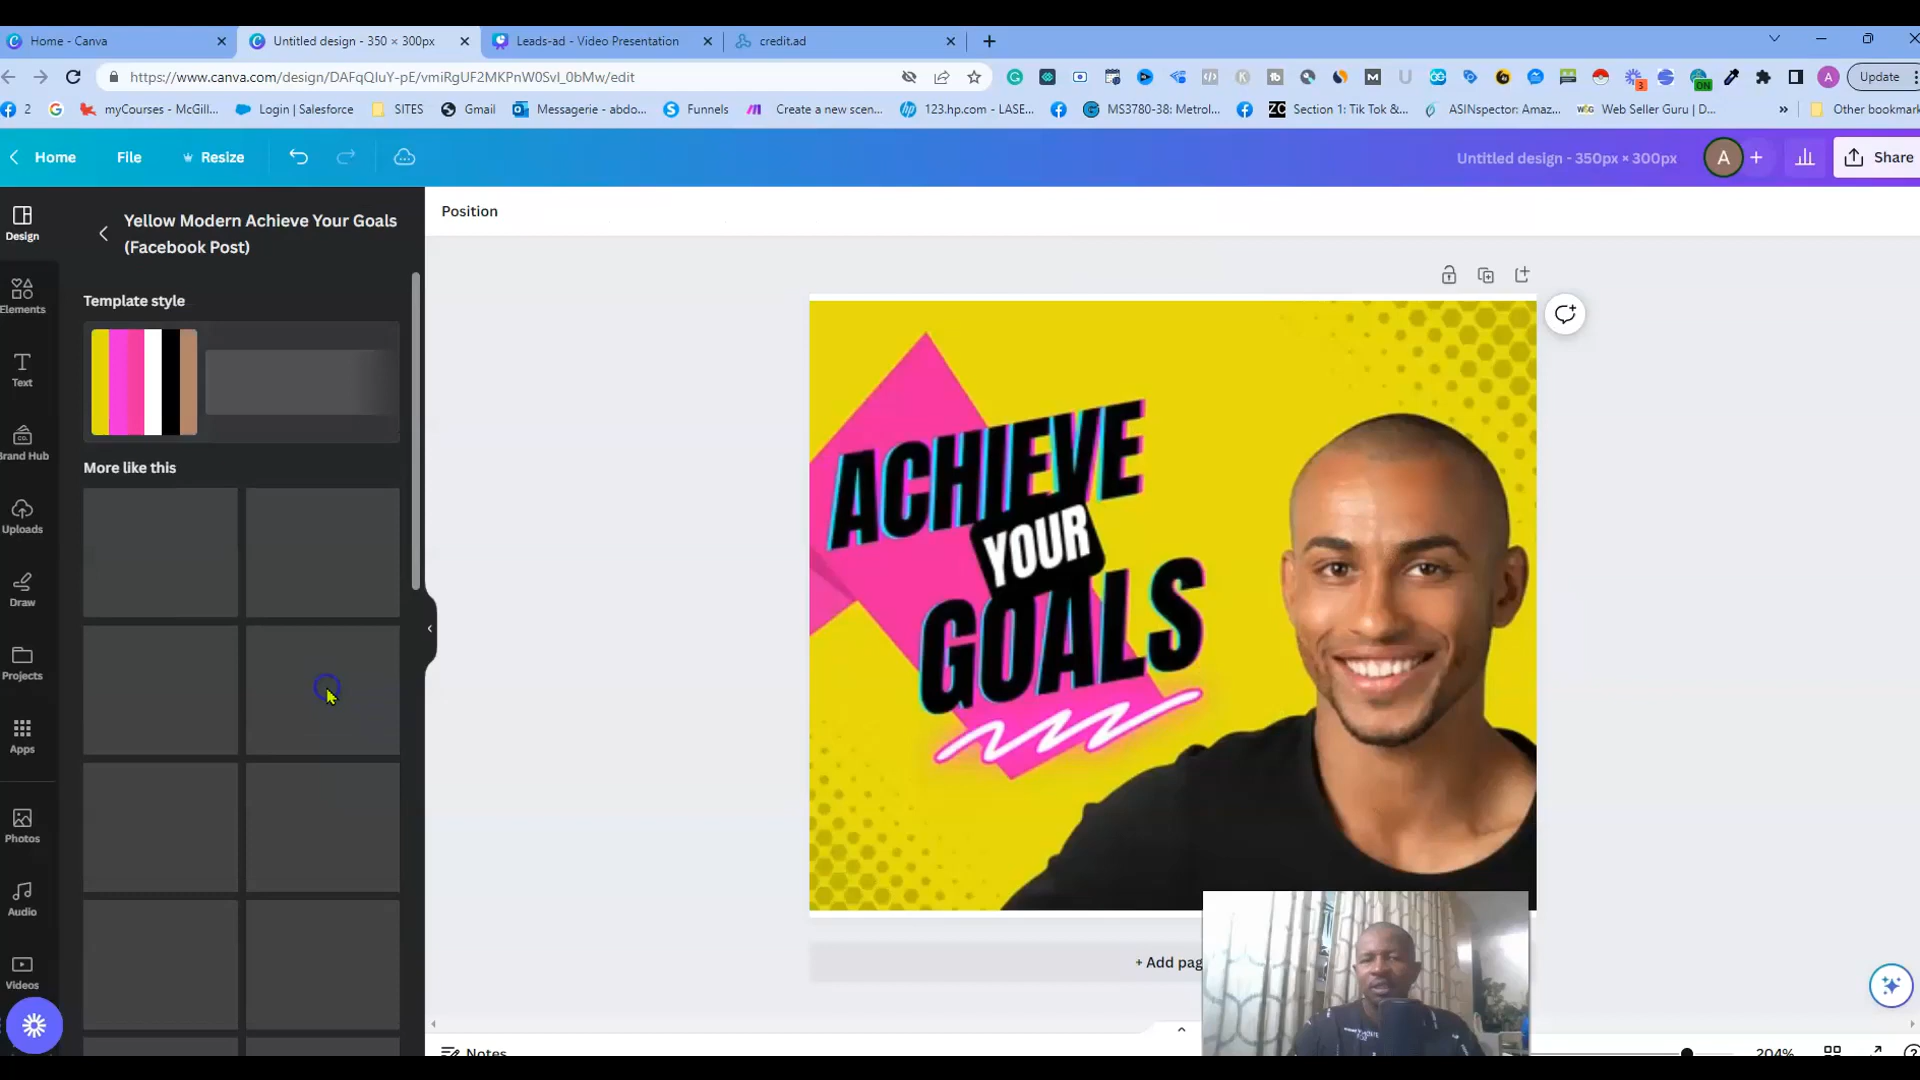 Home - Canva
Untitled design - 350 × 300px
Leads-ad - Video Presentation
credit.ad
https://www.canva.com/design/DAFqQIuY-pE/vmiRgUF2MKPnW0SvI_0bMw/edit
Update
2
myCourses - McGill...
Login | Salesforce
SITES
Gmail
Messagerie - abdo...
Funnels
Create a new scen...
123.hp.com - LASE...
MS3780-38: Metrol...
Section 1: Tik Tok &...
ASINspector: Amaz...
Web Seller Guru | D...
Other bookmark
Home
File
Resize
Untitled design - 350px × 300px
A
Share
Design
Elements
Text
Brand Hub
Uploads
Draw
Projects
Apps
Photos
Audio
Videos
Yellow Modern Achieve Your Goals
(Facebook Post)
Template style
More like this
Position
ACHIEVE
YOUR
GOALS
+ Add pag
Notes
204%